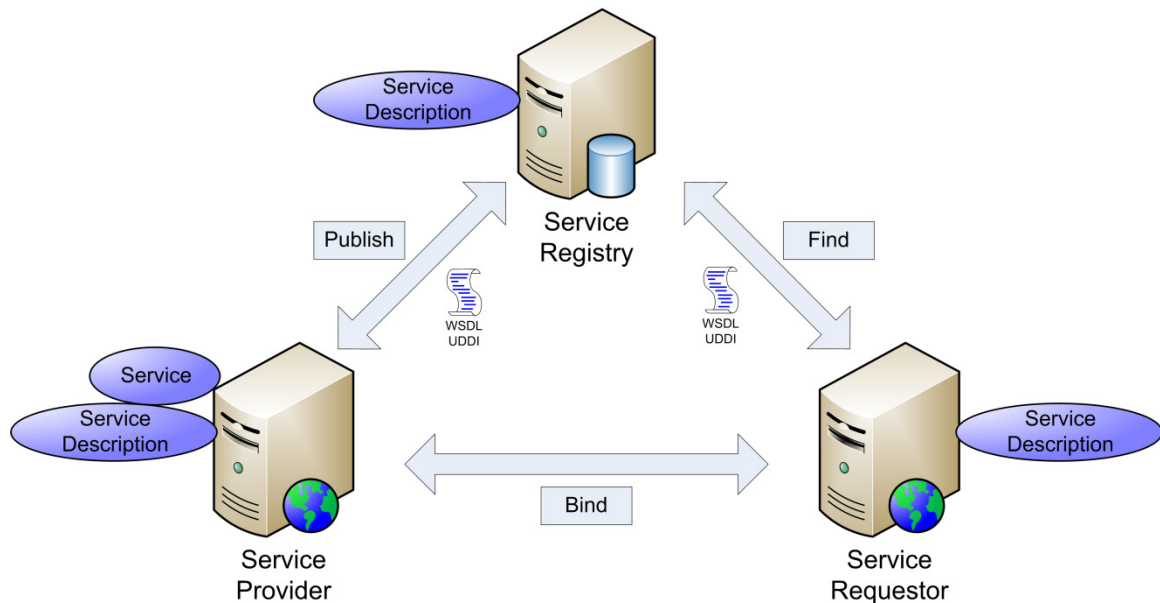 Service
Description
Service
Registry
Publish
Find
WSDL
UDDI
WSDL
UDDI
Service
Service
Description
Service
Description
Bind
Service
Provider
Service
Requestor